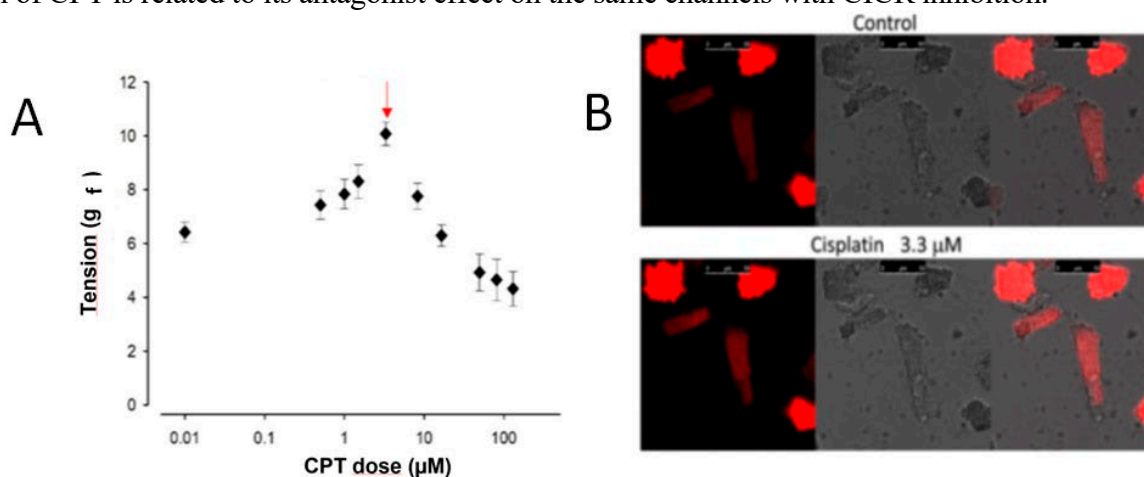 of CPT is related to its antagonist effect on the same channels with CICR inhibition.
A
Tension (g f)
12
10
8
6
4
2
0
0.01 0.1 1 10 100
CPT dose (µM)
B
Control
Cisplatin 3.3 µM